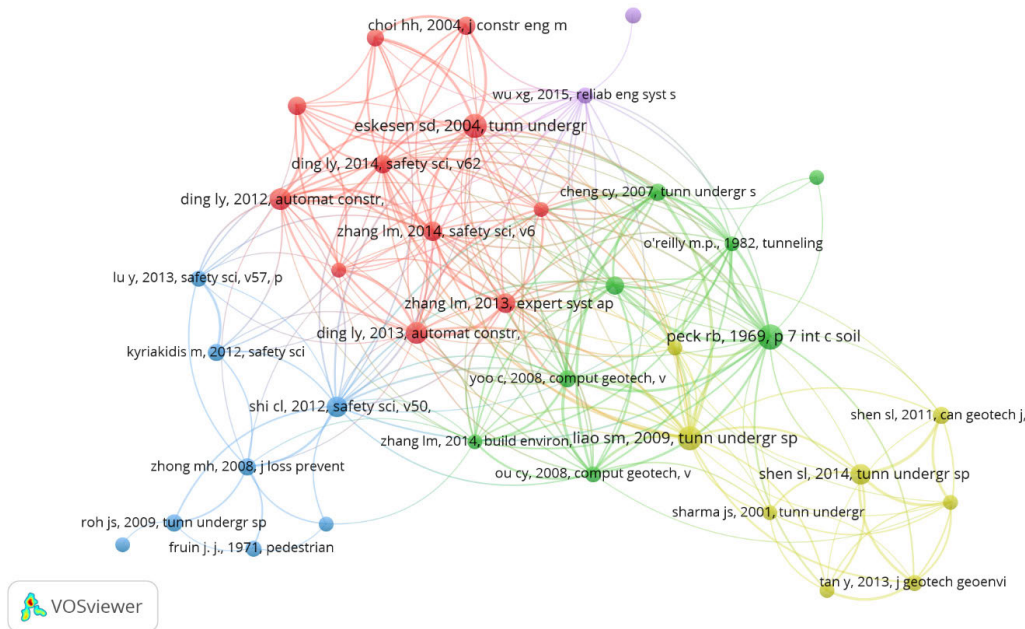 choi hh, 2004, j constr eng m
wu xg, 2015, reliab eng syst s
eskesen sd, 2004, tunn undergr
ding ly, 2014, safety sci, v62
cheng cy, 2007, tunn undergr s
ding ly, 2012, automat constr,
zhang lm, 2014, safety sci, v6
o'reilly m.p., 1982, tunneling
lu y, 2013, safety sci, v57, p
zhang lm, 2013, expert syst ap
ding ly, 2013, automat constr,
peck rb, 1969, p 7 int c soil
kyriakidis m, 2012, safety sci
yoo c, 2008, comput geotech, v
shi cl, 2012, safety sci, v50,
shen sl, 2011, can geotech j,
zhang lm, 2014, build environ,
liao sm, 2009, tunn undergr sp
zhong mh, 2008, j loss prevent
ou cy, 2008, comput geotech, v
shen sl, 2014, tunn undergr sp
sharma js, 2001, tunn undergr
roh js, 2009, tunn undergr sp
fruin j. j., 1971, pedestrian
tan y, 2013, j geotech geoenvi
VOSviewer